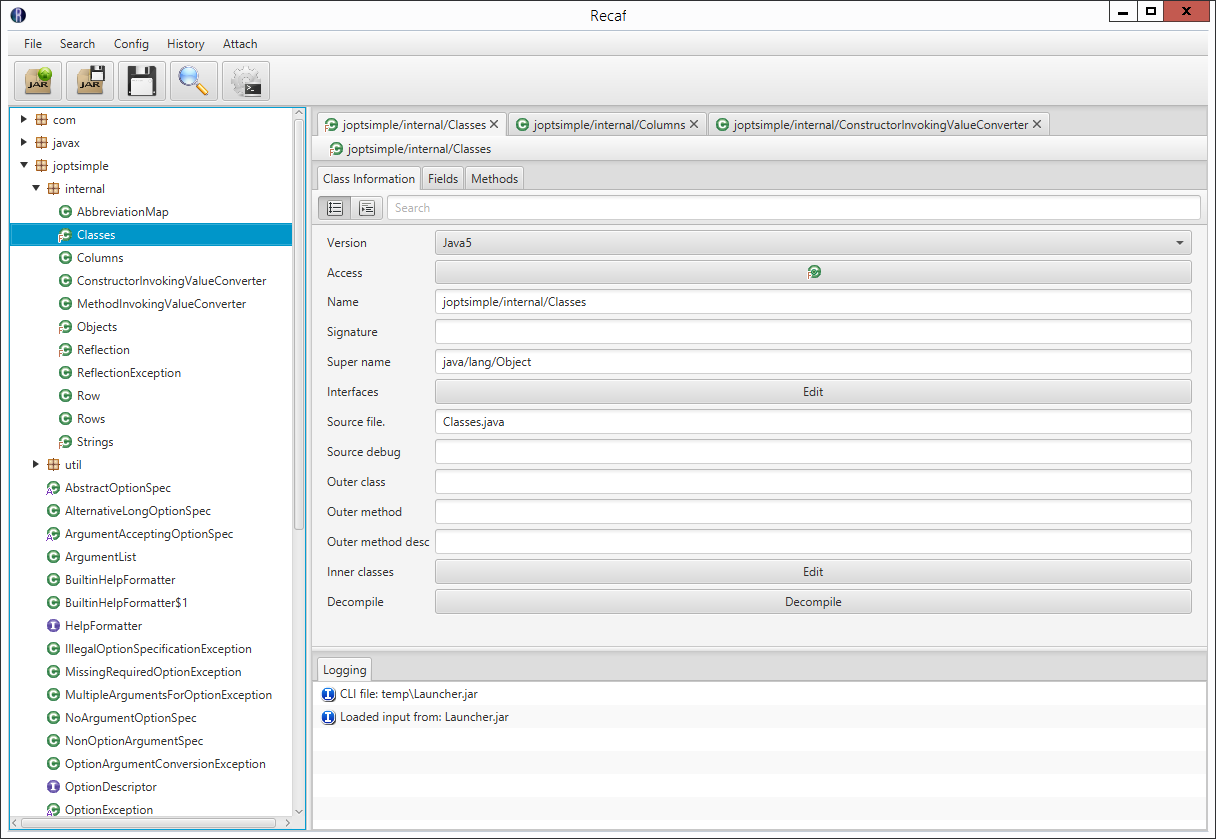 Recaf
File Search Config History Attach
JAR JAR
com
javax
joptsimple
internal
AbbreviationMap
Classes
Columns
ConstructorInvokingValueConverter
MethodInvokingValueConverter
Objects
Reflection
ReflectionException
Row
Rows
Strings
util
AbstractOptionSpec
AlternativeLongOptionSpec
ArgumentAcceptingOptionSpec
ArgumentList
BuiltinHelpFormatter
BuiltinHelpFormatter$1
HelpFormatter
IllegalOptionSpecificationException
MissingRequiredOptionException
MultipleArgumentsForOptionException
NoArgumentOptionSpec
NonOptionArgumentSpec
OptionArgumentConversionException
OptionDescriptor
OptionException
joptsimple/internal/Classes joptsimple/internal/Columns joptsimple/internal/ConstructorInvokingValueConverter
joptsimple/internal/Classes
Class Information Fields Methods
Search
Version Java5
Access
Name joptsimple/internal/Classes
Signature
Super name java/lang/Object
Interfaces Edit
Source file. Classes.java
Source debug
Outer class
Outer method
Outer method desc
Inner classes Edit
Decompile Decompile
Logging
CLI file: temp\Launcher.jar
Loaded input from: Launcher.jar